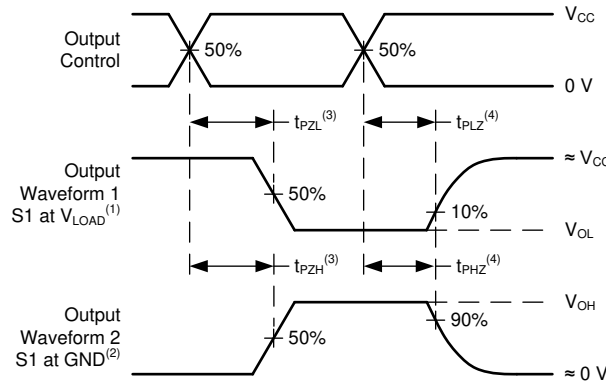 Output
Control
50%
50%
V_CC
0 V
t_PZL^(3)
t_PLZ^(4)
Output
Waveform 1
S1 at V_LOAD^(1)
50%
10%
≈ V_CC
V_OL
t_PZH^(3)
t_PHZ^(4)
Output
Waveform 2
S1 at GND^(2)
50%
90%
V_OH
≈ 0 V